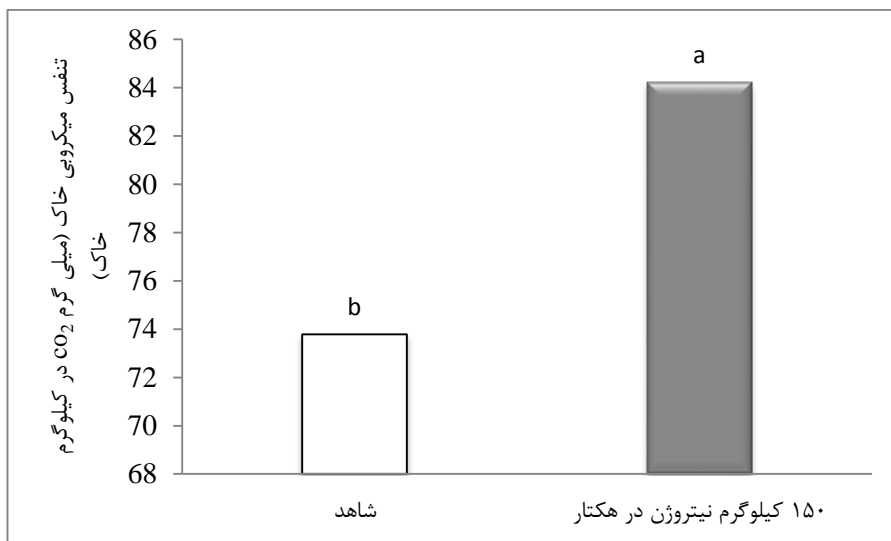 تنفس میکروبی خاک (میلی گرم co₂ در کیلوگرم
خاک)
86
84
82
80
78
76
74
72
70
68
a
b
شاهد
۱۵۰ کیلوگرم نیتروژن در هکتار